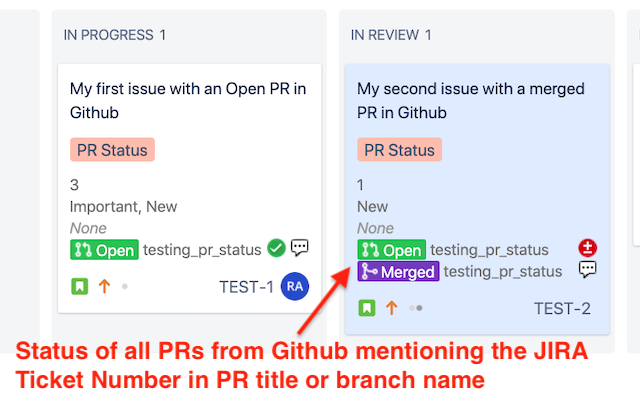 IN PROGRESS 1
My first issue with an Open PR in
Github
PR Status
3
Important, New
None
Open testing_pr_status
TEST-1 RA
IN REVIEW 1
My second issue with a merged
PR in Github
PR Status
1
New
None
Open testing_pr_status
Merged testing_pr_status
TEST-2
Status of all PRs from Github mentioning the JIRA
Ticket Number in PR title or branch name